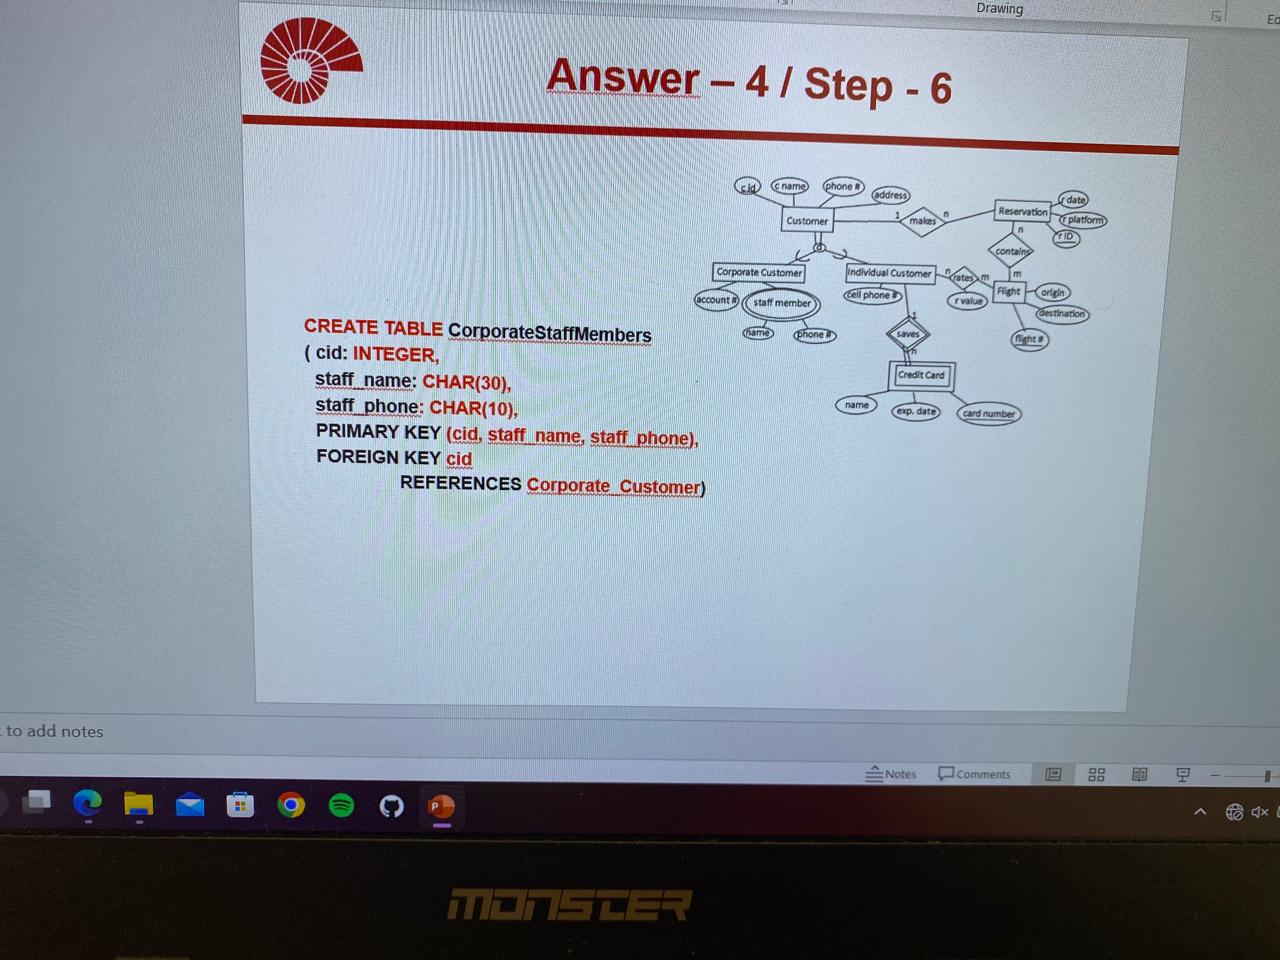 Drawing
Answer – 4 / Step - 6
c id
c name
phone #
address
Customer
1
makes
n
Reservation
r date
r platform
r ID
n
contains
m
d
Corporate Customer
Individual Customer
n
rates
m
Flight
origin
destination
flight #
r value
account #
staff member
cell phone #
name
phone #
1
saves
n
Credit Card
name
exp. date
card number
CREATE TABLE CorporateStaffMembers
( cid: INTEGER,
staff_name: CHAR(30),
staff_phone: CHAR(10),
PRIMARY KEY (cid, staff_name, staff_phone),
FOREIGN KEY cid
REFERENCES Corporate_Customer)
to add notes
Notes
Comments
P
MONSTER